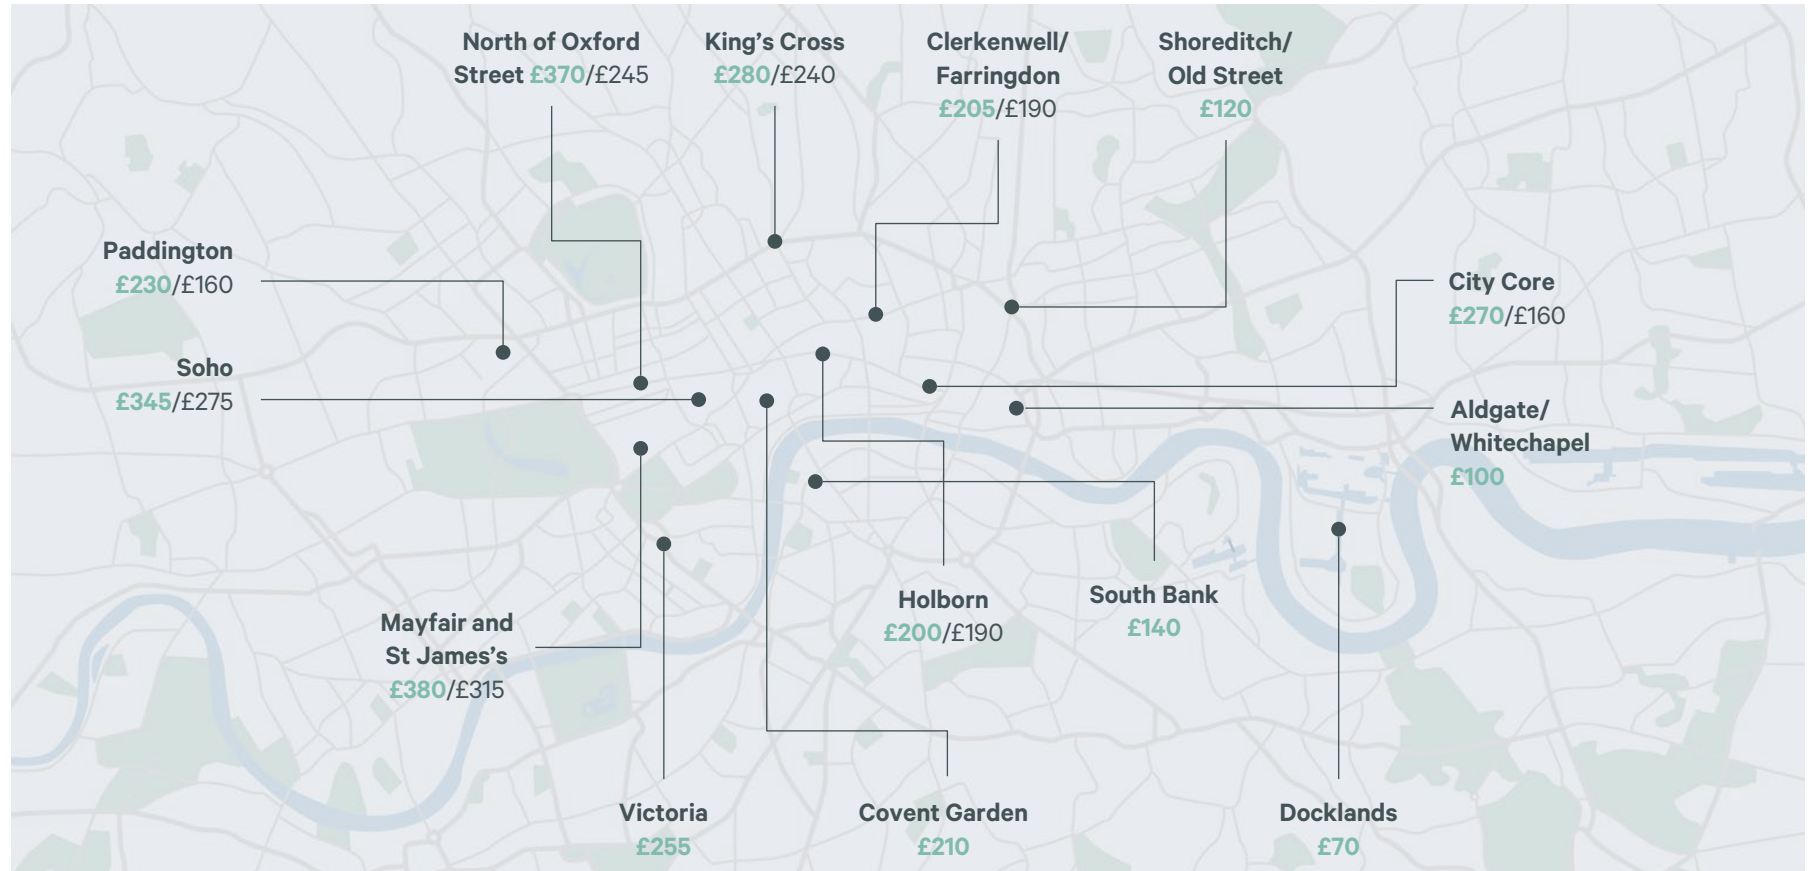 North of Oxford
Street £370/£245
King's Cross
£280/£240
Clerkenwell/
Farringdon
£205/£190
Shoreditch/
Old Street
£120
Paddington
£230/£160
City Core
£270/£160
Soho
£345/£275
Aldgate/
Whitechapel
£100
Mayfair and
St James's
£380/£315
Holborn
£200/£190
South Bank
£140
Victoria
£255
Covent Garden
£210
Docklands
£70